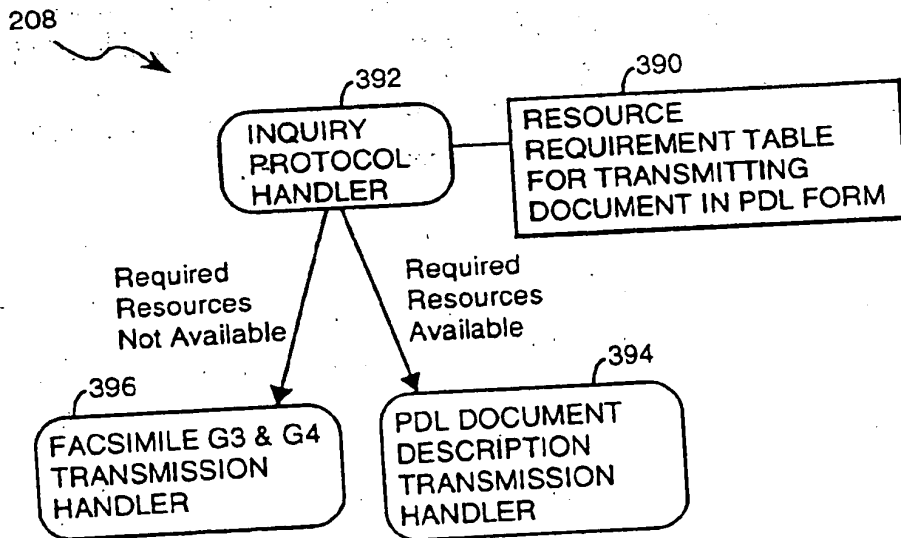 208
392
INQUIRY
PROTOCOL
HANDLER
390
RESOURCE
REQUIREMENT TABLE
FOR TRANSMITTING
DOCUMENT IN PDL FORM
Required
Resources
Not Available
Required
Resources
Available
396
FACSIMILE G3 & G4
TRANSMISSION
HANDLER
394
PDL DOCUMENT
DESCRIPTION
TRANSMISSION
HANDLER